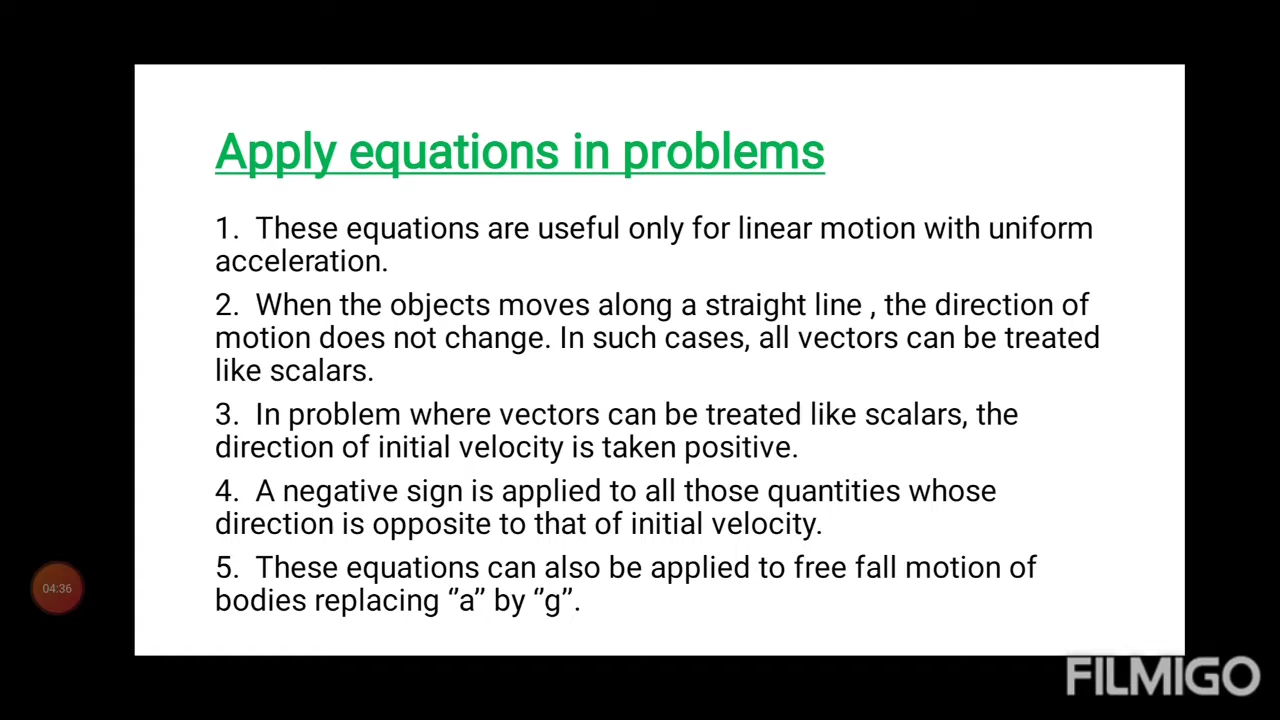 Apply equations in problems
1. These equations are useful only for linear motion with uniform
acceleration.
2. When the objects moves along a straight line , the direction of
motion does not change. In such cases, all vectors can be treated
like scalars.
3. In problem where vectors can be treated like scalars, the
direction of initial velocity is taken positive.
4. A negative sign is applied to all those quantities whose
direction is opposite to that of initial velocity.
5. These equations can also be applied to free fall motion of
bodies replacing “a” by “g”.
04:36
FILMIGO